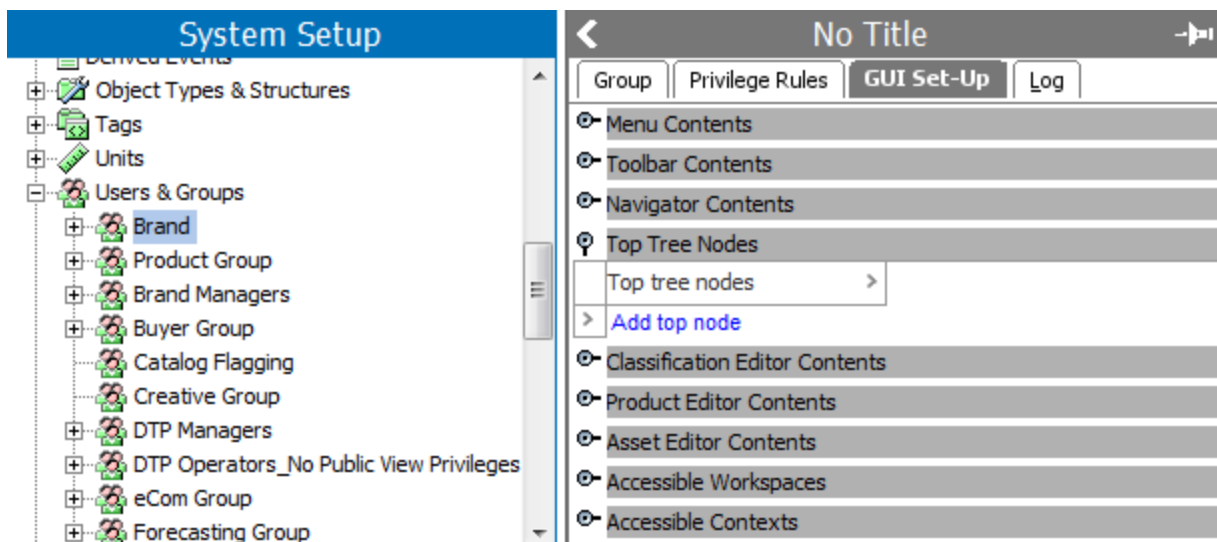 System Setup
Derived Events
Object Types & Structures
Tags
Units
Users & Groups
Brand
Product Group
Brand Managers
Buyer Group
Catalog Flagging
Creative Group
DTP Managers
DTP Operators_No Public View Privileges
eCom Group
Forecasting Group
No Title
Group Privilege Rules GUI Set-Up Log
Menu Contents
Toolbar Contents
Navigator Contents
Top Tree Nodes
Top tree nodes >
> Add top node
Classification Editor Contents
Product Editor Contents
Asset Editor Contents
Accessible Workspaces
Accessible Contexts